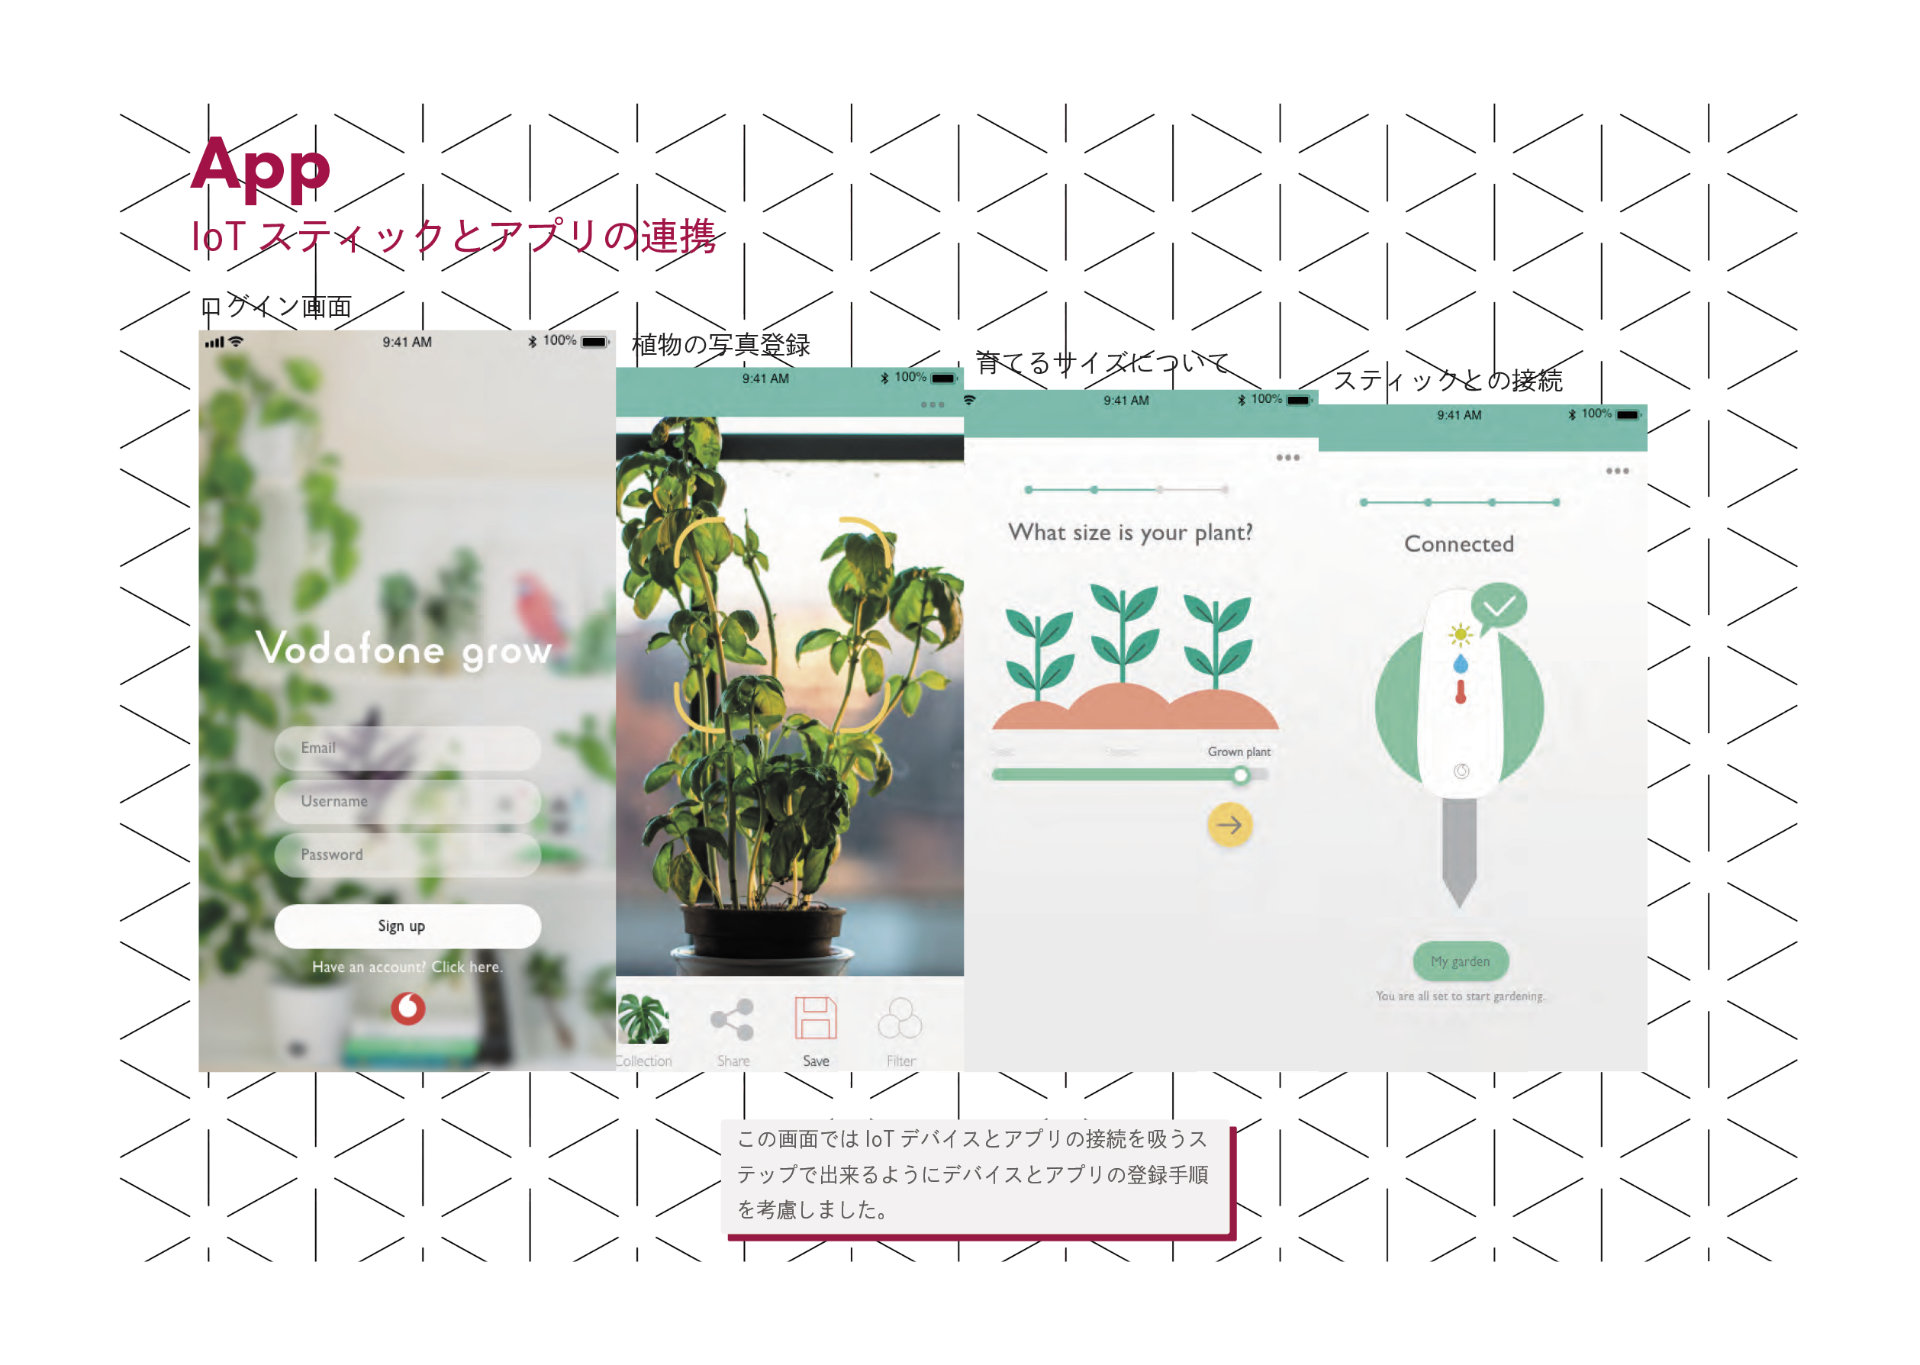 App
IoT スティックとアプリの連携
ログイン画面
9:41 AM
100%
Vodafone grow
Email
Username
Password
Sign up
Have an account? Click here.
植物の写真登録
9:41 AM
100%
Collection
Share
Save
Filter
育てるサイズについて
9:41 AM
100%
What size is your plant?
Grown plant
スティックとの接続
9:41 AM
100%
Connected
My garden
You are all set to start gardening.
この画面では IoT デバイスとアプリの接続を吸うス
テップで出来るようにデバイスとアプリの登録手順
を考慮しました。